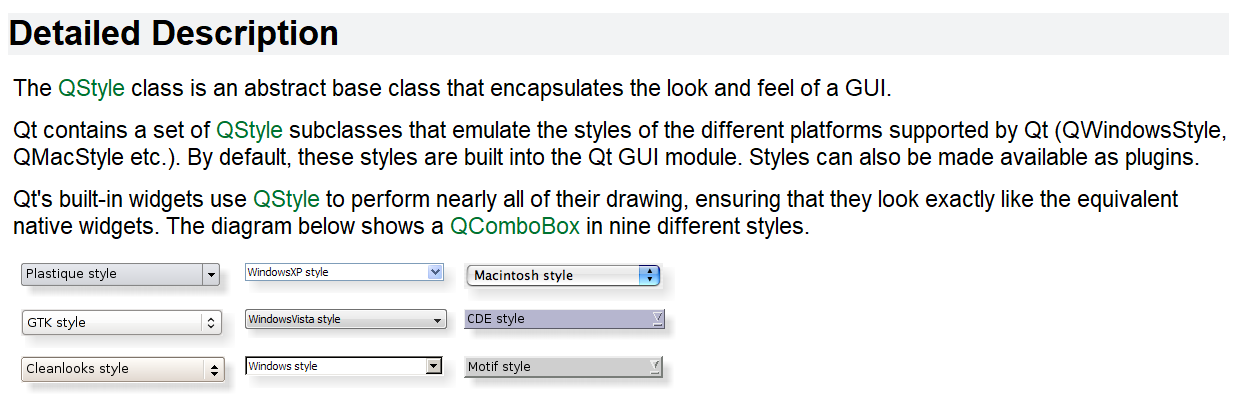 Detailed Description
The QStyle class is an abstract base class that encapsulates the look and feel of a GUI.
Qt contains a set of QStyle subclasses that emulate the styles of the different platforms supported by Qt (QWindowsStyle,
QMacStyle etc.). By default, these styles are built into the Qt GUI module. Styles can also be made available as plugins.
Qt's built-in widgets use QStyle to perform nearly all of their drawing, ensuring that they look exactly like the equivalent
native widgets. The diagram below shows a QComboBox in nine different styles.
Plastique style
WindowsXP style
Macintosh style
GTK style
WindowsVista style
CDE style
Cleanlooks style
Windows style
Motif style